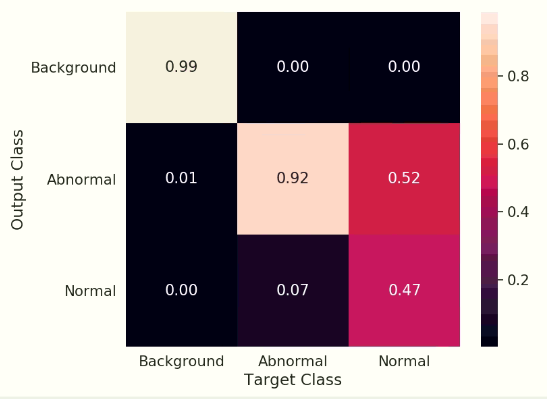 Background 0.99 0.00 0.00
Abnormal 0.01 0.92 0.52
Normal 0.00 0.07 0.47
Background Abnormal Normal
Target Class
Output Class
0.8
0.6
0.4
0.2